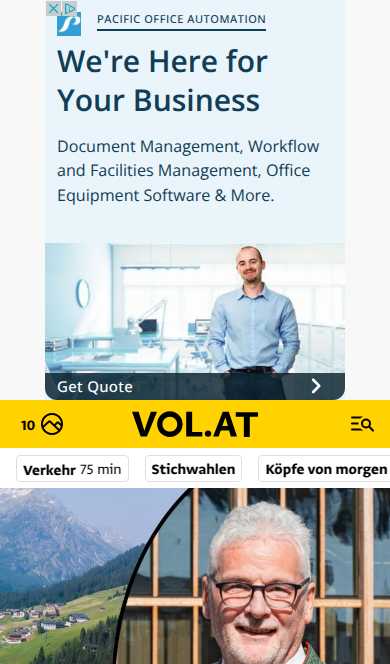 PACIFIC OFFICE AUTOMATION
We're Here for
Your Business
Document Management, Workflow
and Facilities Management, Office
Equipment Software & More.
Get Quote
10
VOL.AT
Verkehr 75 min
Stichwahlen
Köpfe von morgen